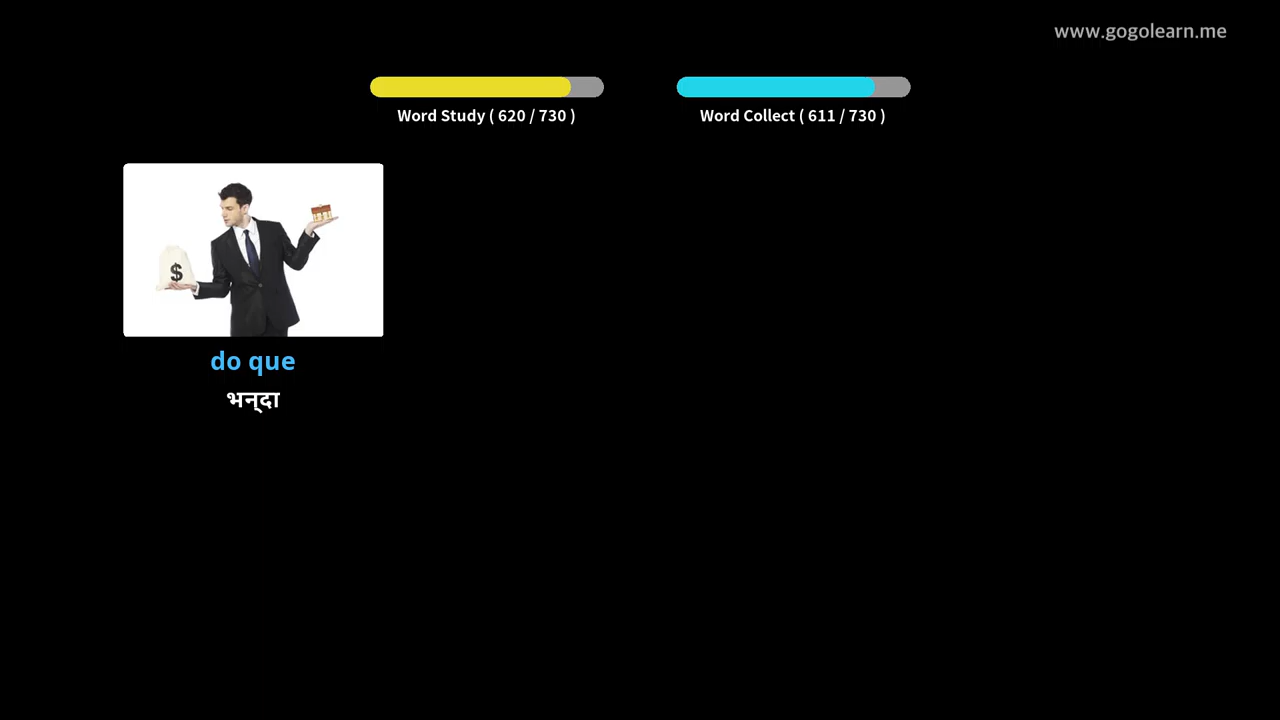 www.gogolearn.me
Word Study ( 620 / 730 )
Word Collect ( 611 / 730 )
$
do que
भन्दा